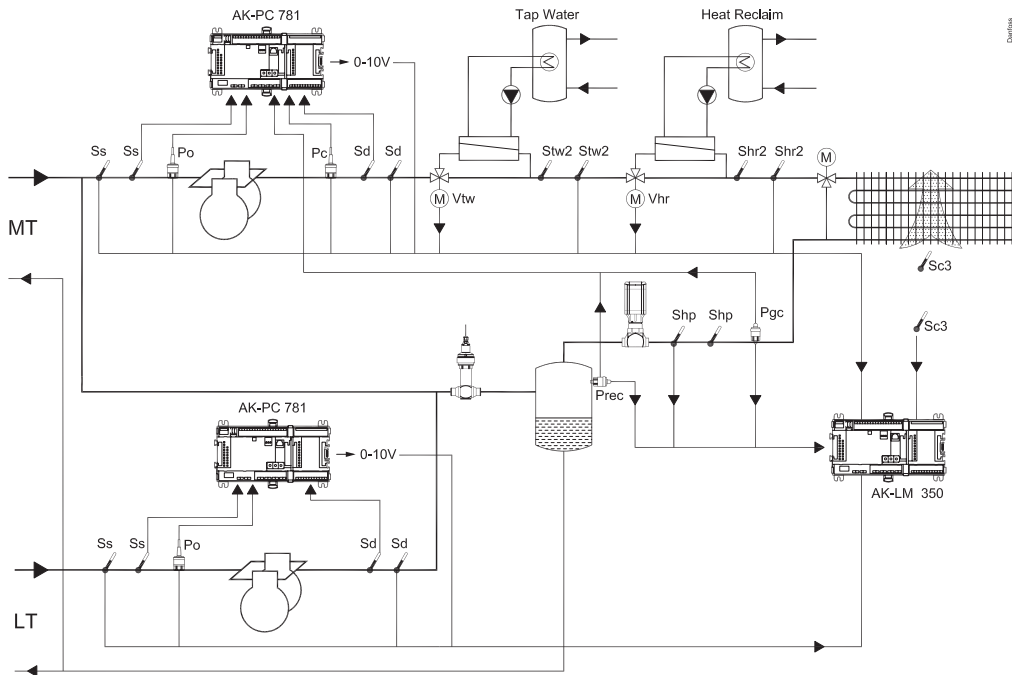 AK-PC 781
Tap Water
Heat Reclaim
Danfoss
0-10V
Ss
Ss
Po
Pc
Sd
Sd
Stw2
Stw2
Shr2
Shr2
M
M
Vtw
M
Vhr
MT
Sc3
Shp
Shp
Pgc
Sc3
Prec
AK-PC 781
0-10V
AK-LM 350
Ss
Ss
Po
Sd
Sd
LT